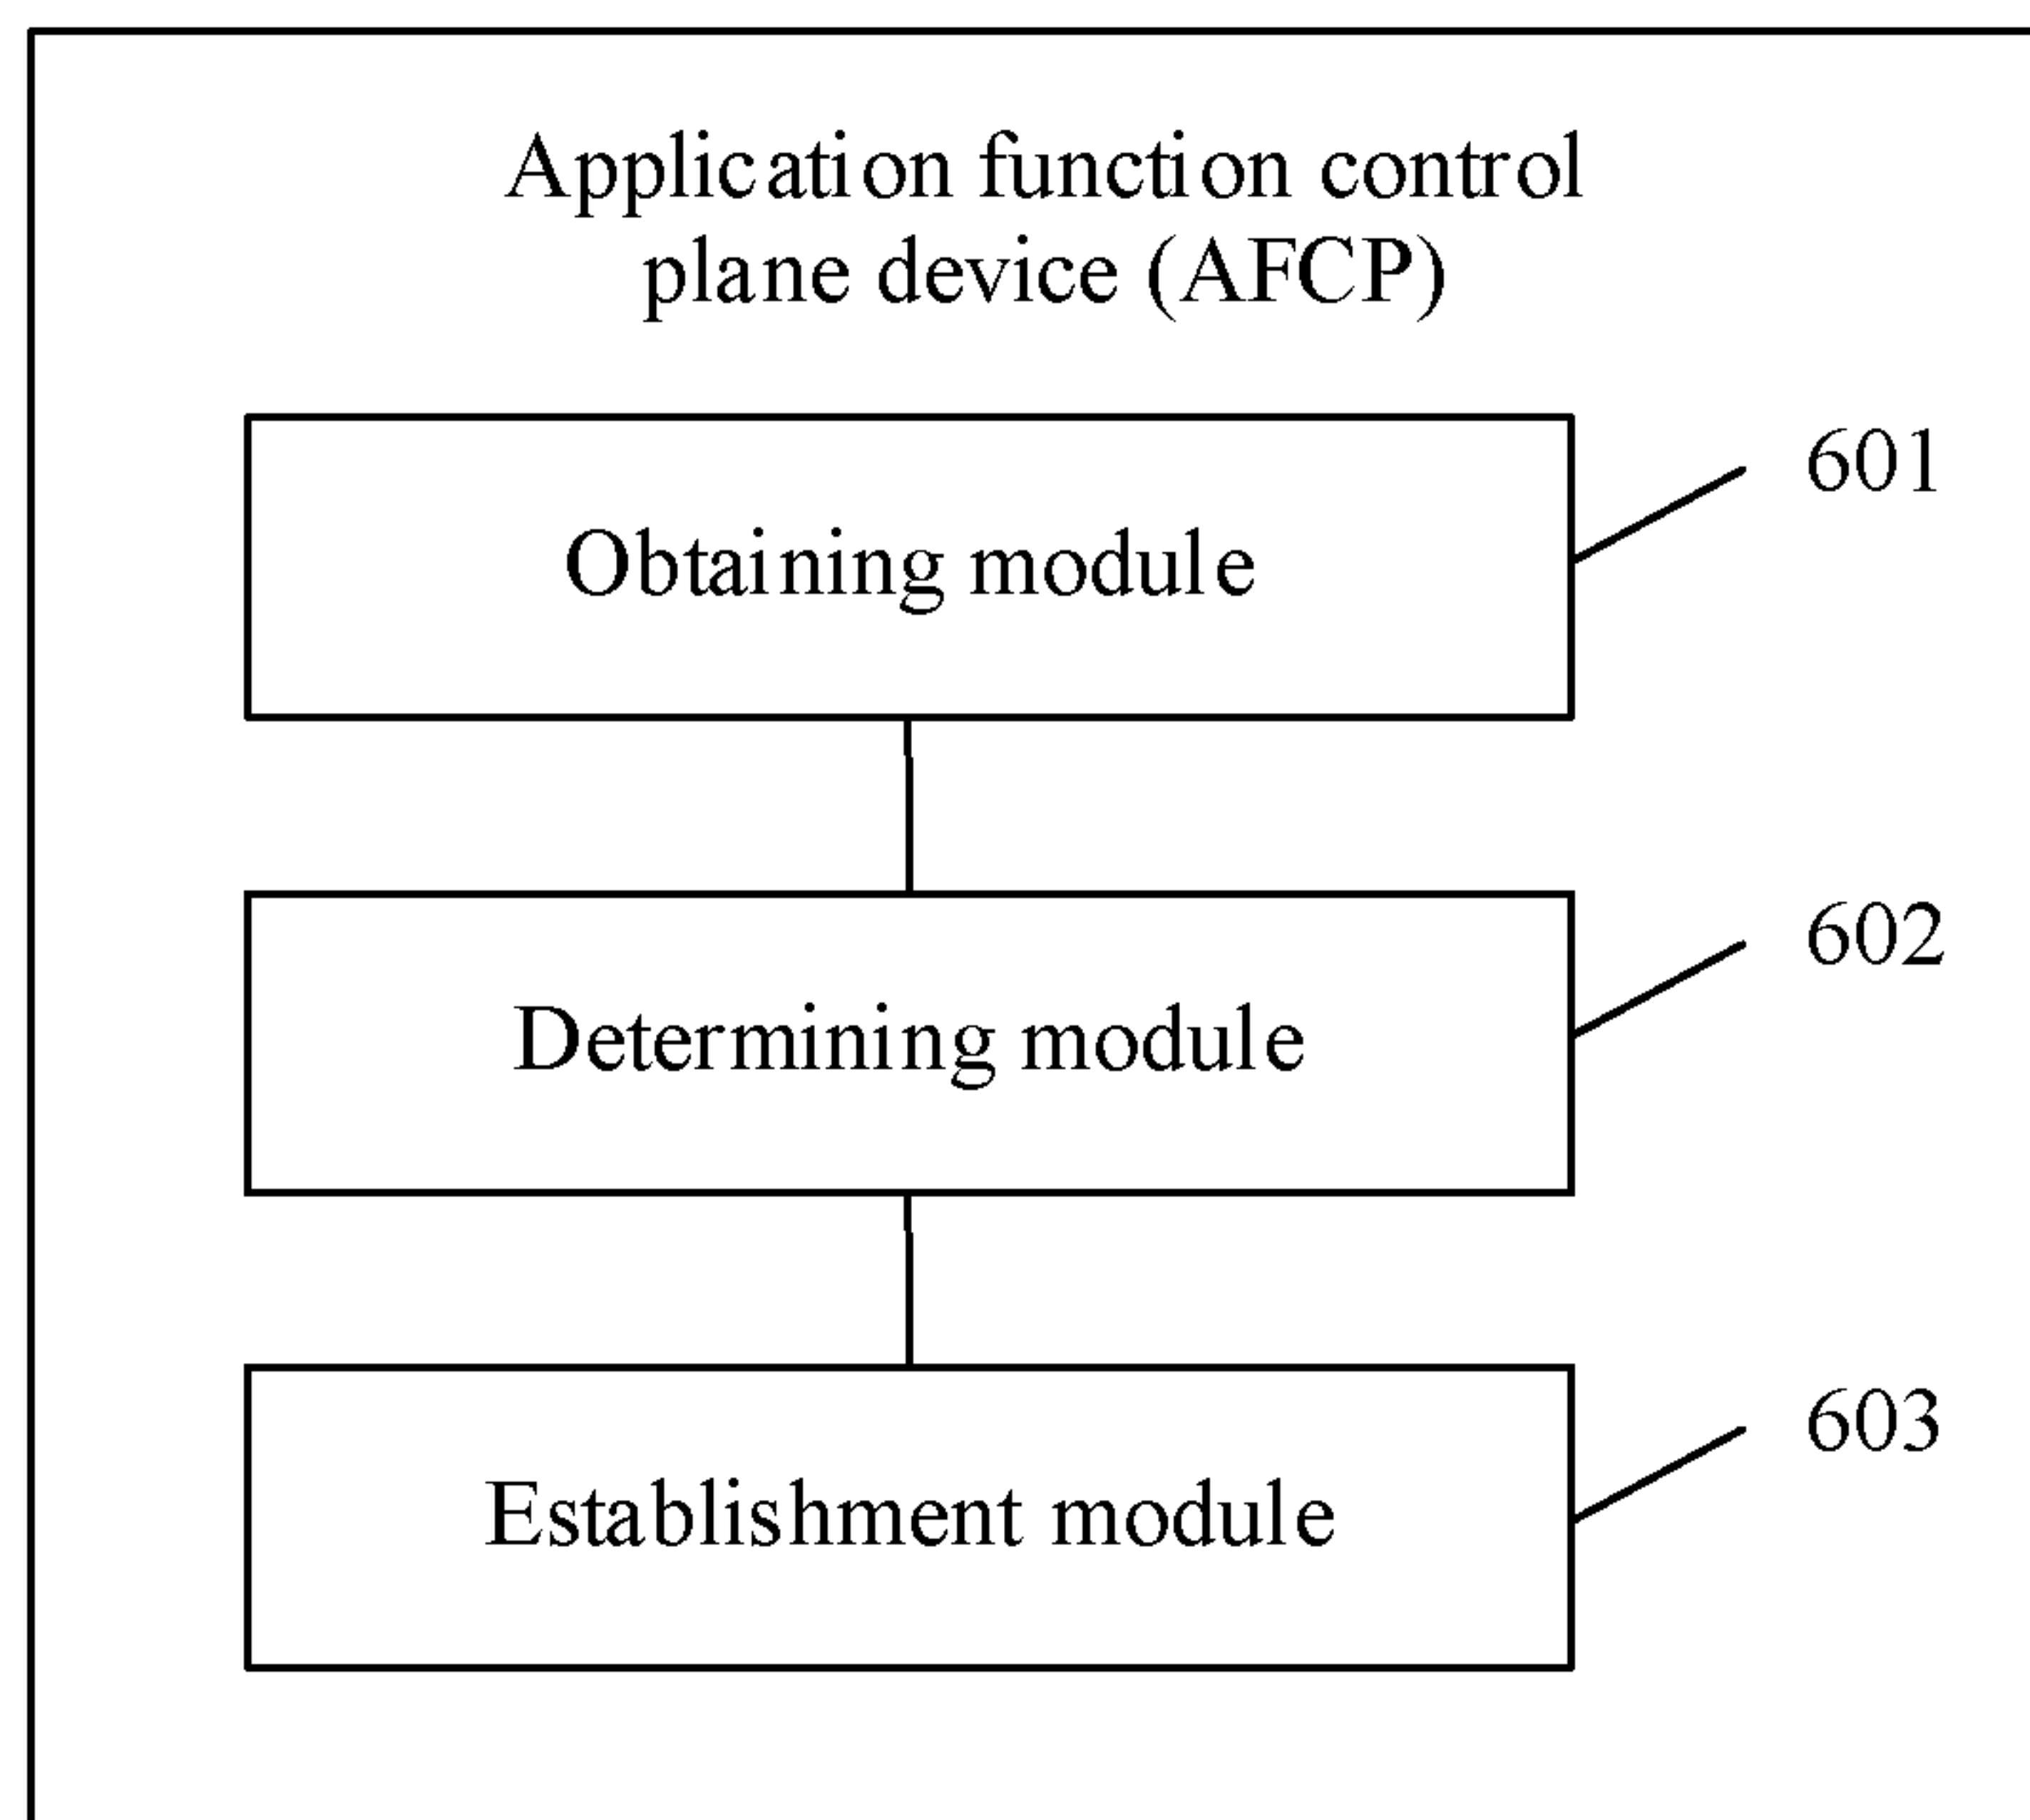 Application function control
plane device (AFCP)
601
Obtaining module
602
Determining module
603
Establishment module